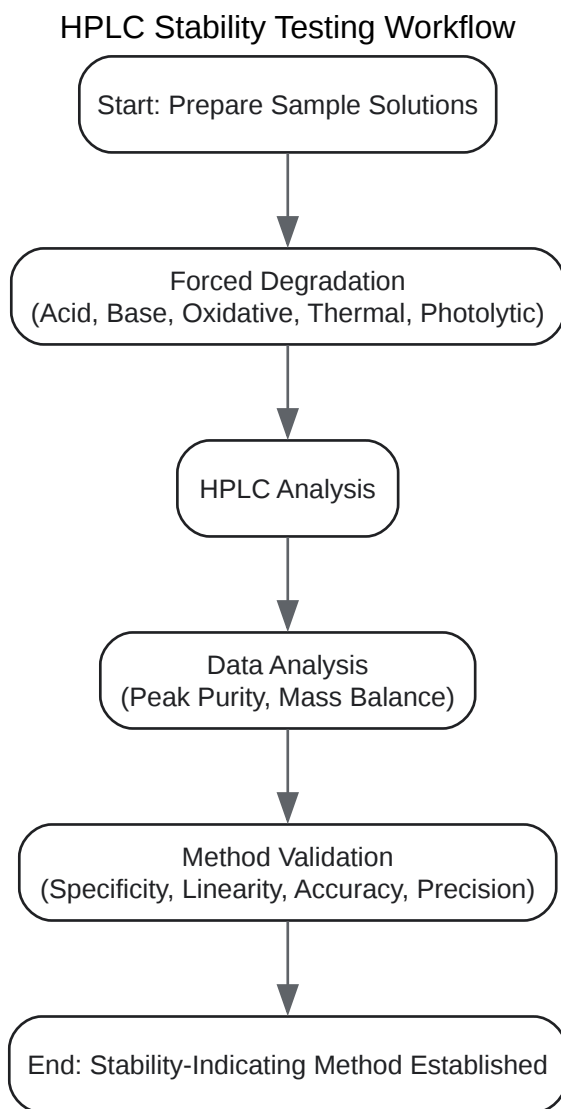 HPLC Stability Testing Workflow
Start: Prepare Sample Solutions
Forced Degradation
(Acid, Base, Oxidative, Thermal, Photolytic)
HPLC Analysis
Data Analysis
(Peak Purity, Mass Balance)
Method Validation
(Specificity, Linearity, Accuracy, Precision)
End: Stability-Indicating Method Established